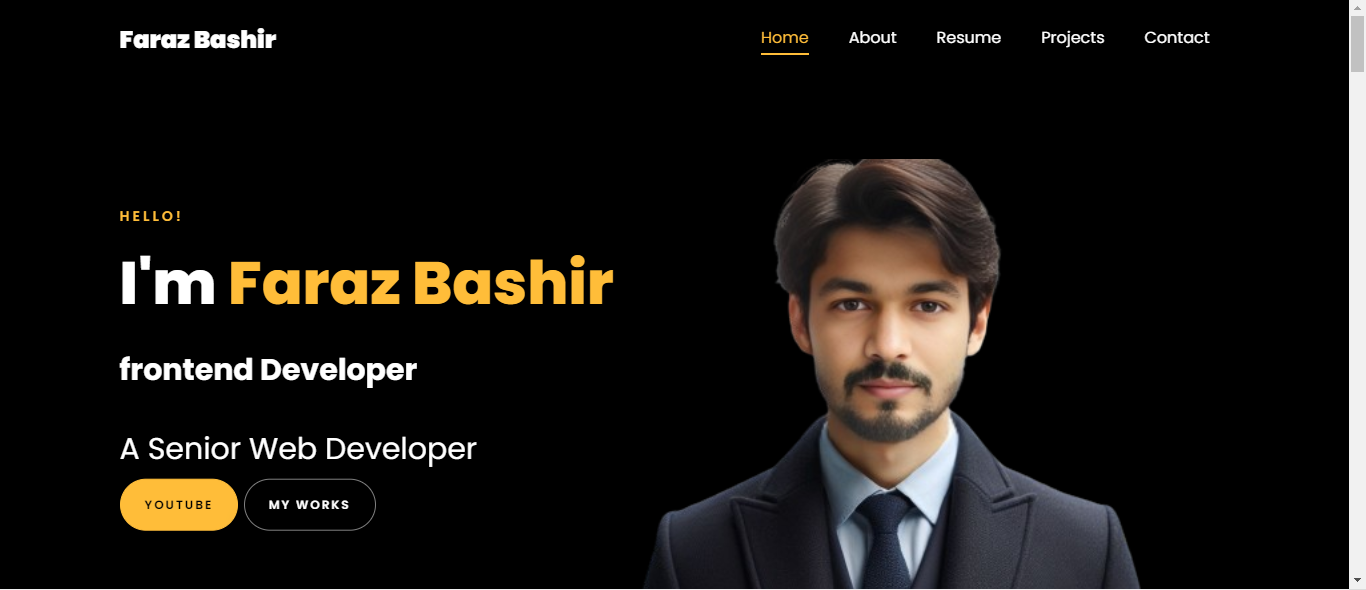 Faraz Bashir
Home About Resume Projects Contact
HELLO!
I'm Faraz Bashir
frontend Developer
A Senior Web Developer
YOUTUBE MY WORKS